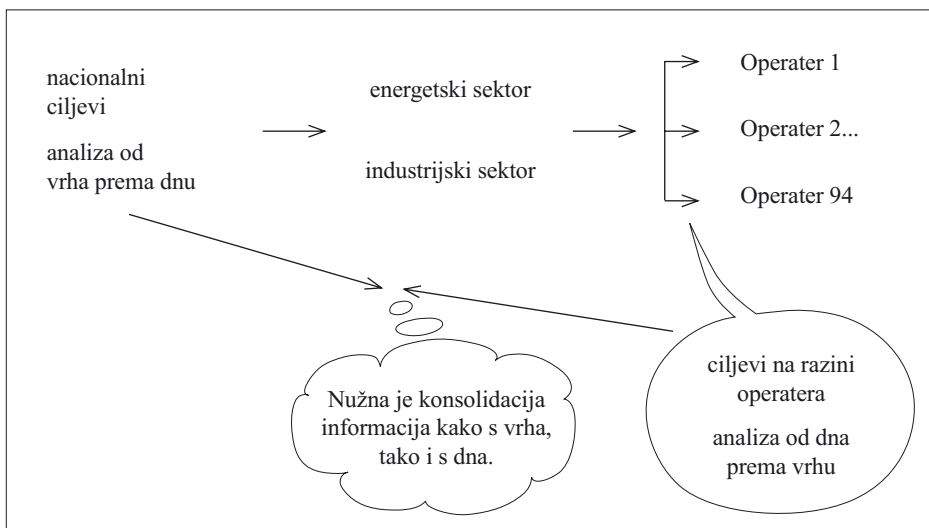 nacionalni
ciljevi
analiza od
vrha prema dnu
energetski sektor
industrijski sektor
Operater 1
Operater 2...
Operater 94
Nužna je konsolidacija
informacija kako s vrha,
tako i s dna.
ciljevi na razini
operatera
analiza od dna
prema vrhu